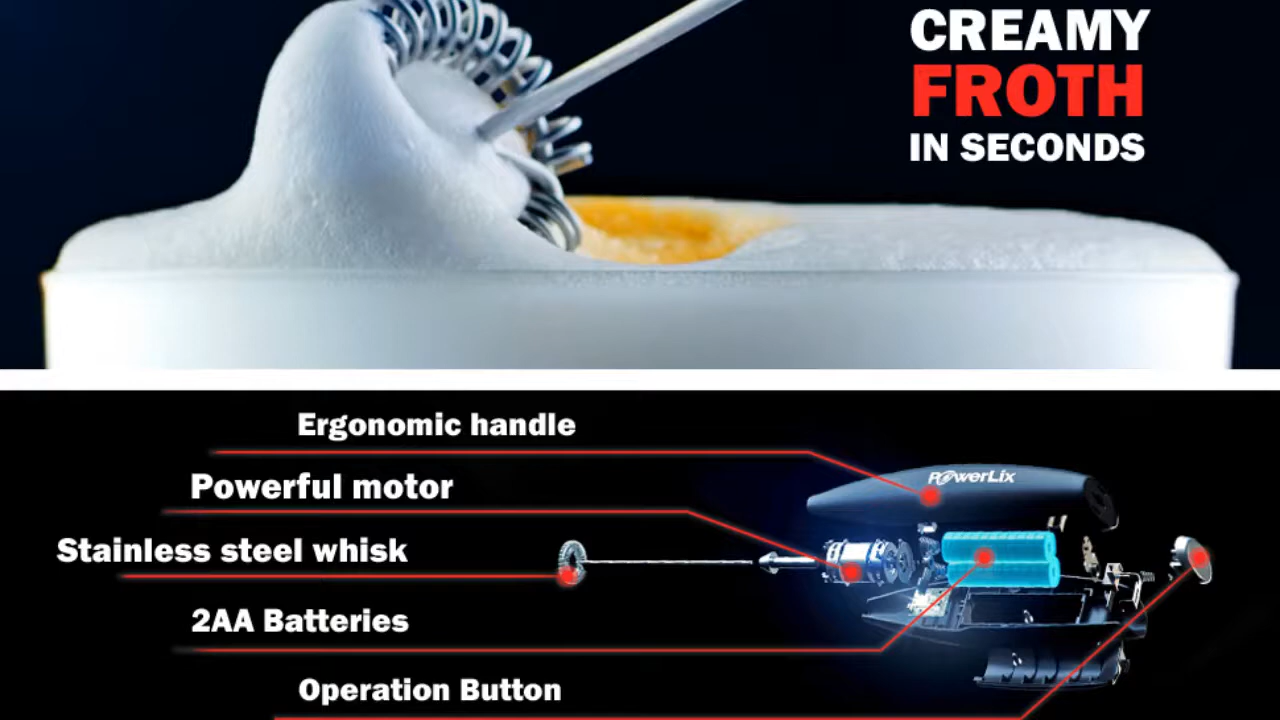 CREAMY
FROTH
IN SECONDS
Ergonomic handle
PowerLix
Powerful motor
Stainless steel whisk
2AA Batteries
Operation Button